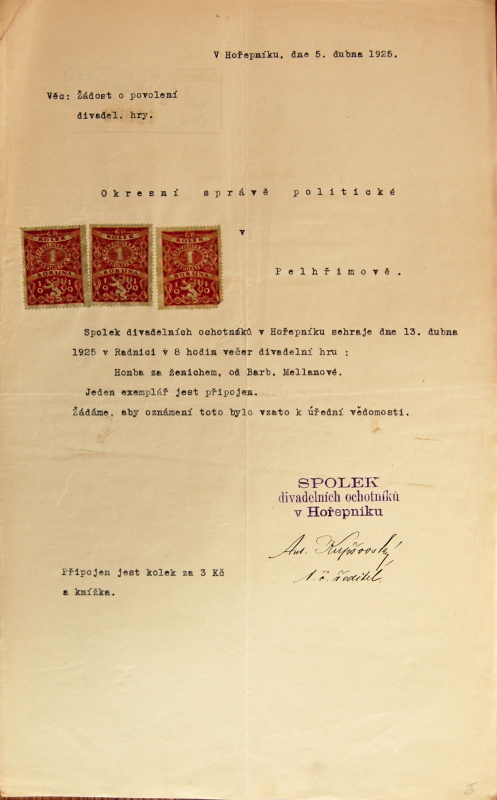 V Hořepníku, dne 5. dubna 1925.
Věc: Žádost o povolení
divadel. hry.
Okresní správě politické
v
Pelhřimově.
KOLEK
1
KORUNA
KOLEK
1
KORUNA
KOLEK
1
KORUNA
Spolek divadelních ochotníků v Hořepníku sehraje dne 13. dubna
1925 v Radnici v 8 hodin večer divadelní hru :
Honba za ženichem, od Barb. Mellanové.
Jeden exemplář jest připojen.
Žádáme, aby oznámení toto bylo vzato k úřední vědomosti.
SPOLEK
divadelních ochotníků
v Hořepníku
Ant.
t. č. ředitel.
Připojen jest kolek za 3 Kč
a knížka.